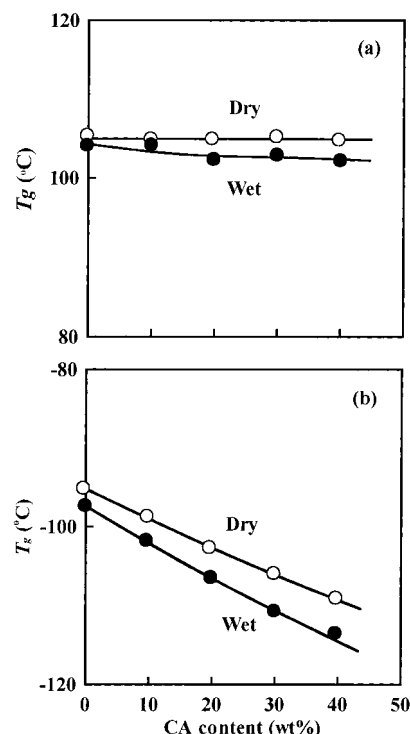 120
(a)
Dry
100
Wet
Tg (°C)
80
-80
(b)
Dry
-100
Wet
Tg (°C)
-120
0 10 20 30 40 50
CA content (wt%)